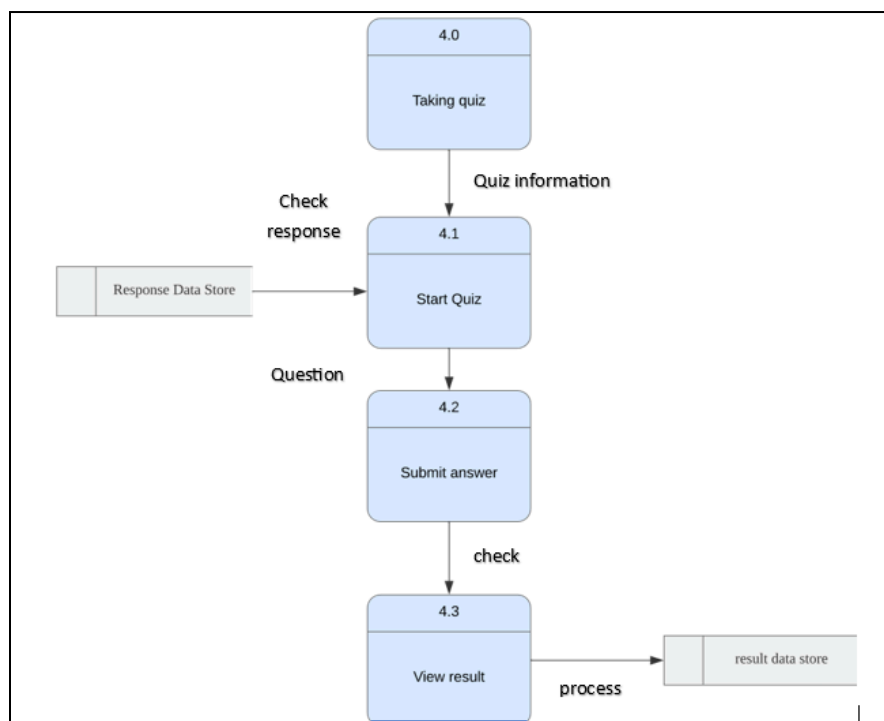 4.0
Taking quiz
Quiz information
Check
response
4.1
Response Data Store
Start Quiz
Question
4.2
Submit answer
check
4.3
View result
result data store
process